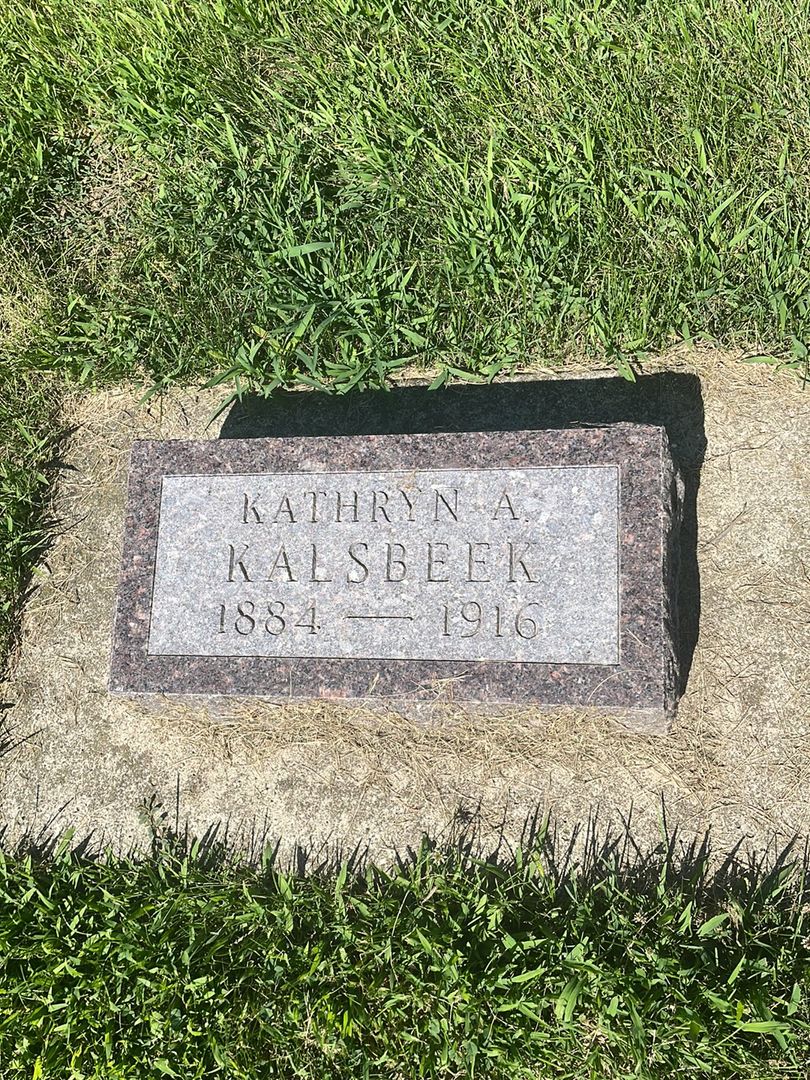 KATHRYN A.
KALSBEEK
1884 — 1916